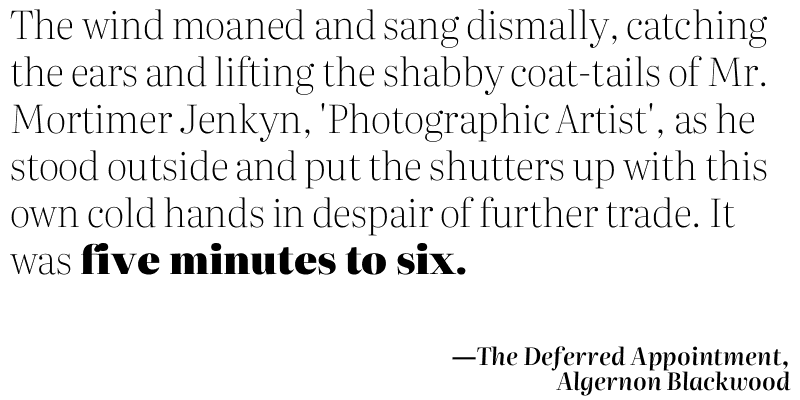 The wind moaned and sang dismally, catching
the ears and lifting the shabby coat-tails of Mr.
Mortimer Jenkyn, 'Photographic Artist', as he
stood outside and put the shutters up with this
own cold hands in despair of further trade. It
was five minutes to six.
—The Deferred Appointment,
Algernon Blackwood